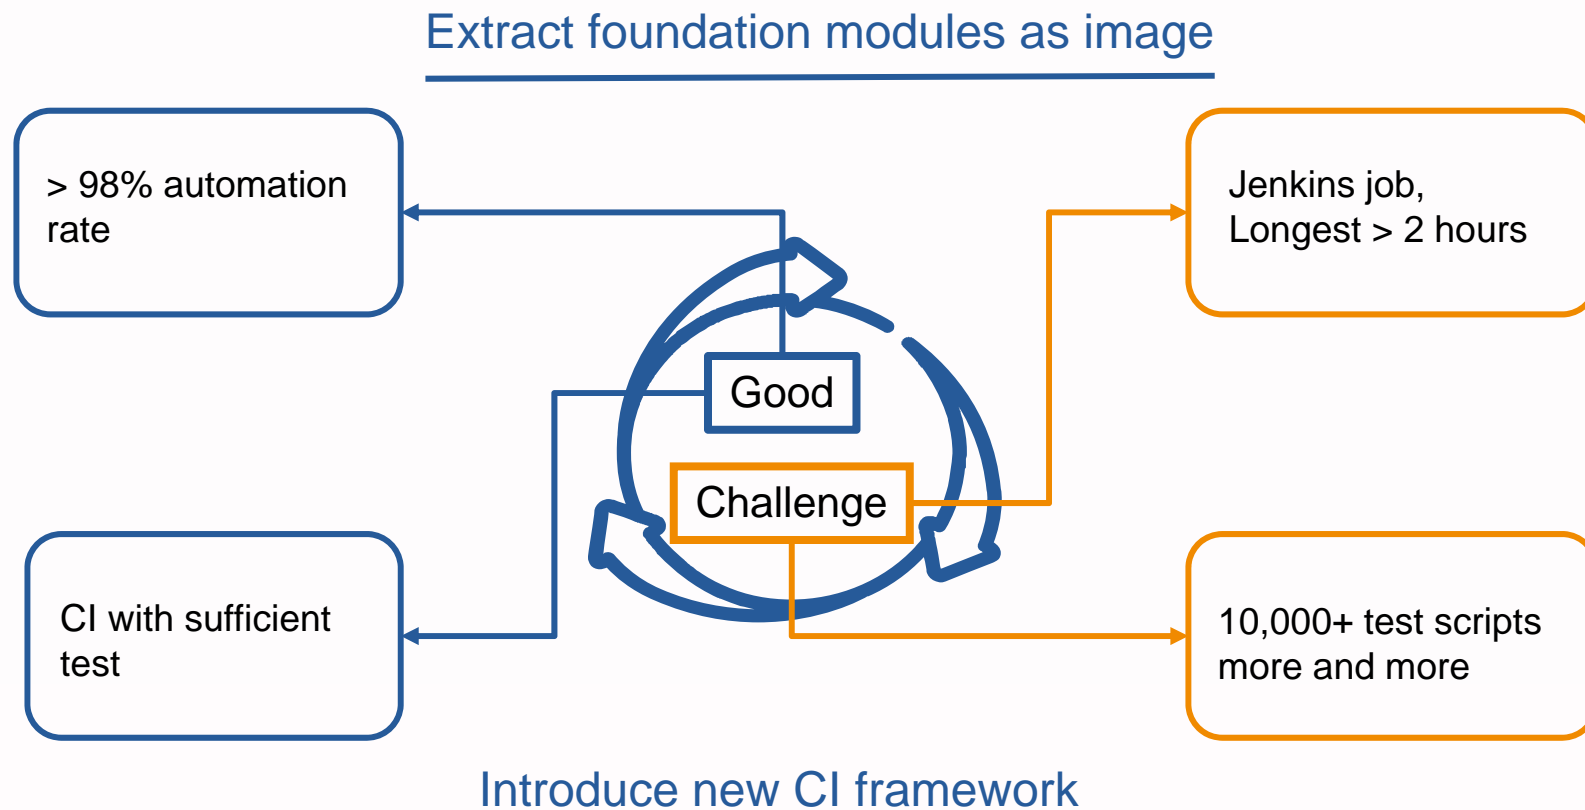 Extract foundation modules as image
> 98% automation
rate
Jenkins job,
Longest > 2 hours
Good
Challenge
CI with sufficient
test
10,000+ test scripts
more and more
Introduce new CI framework